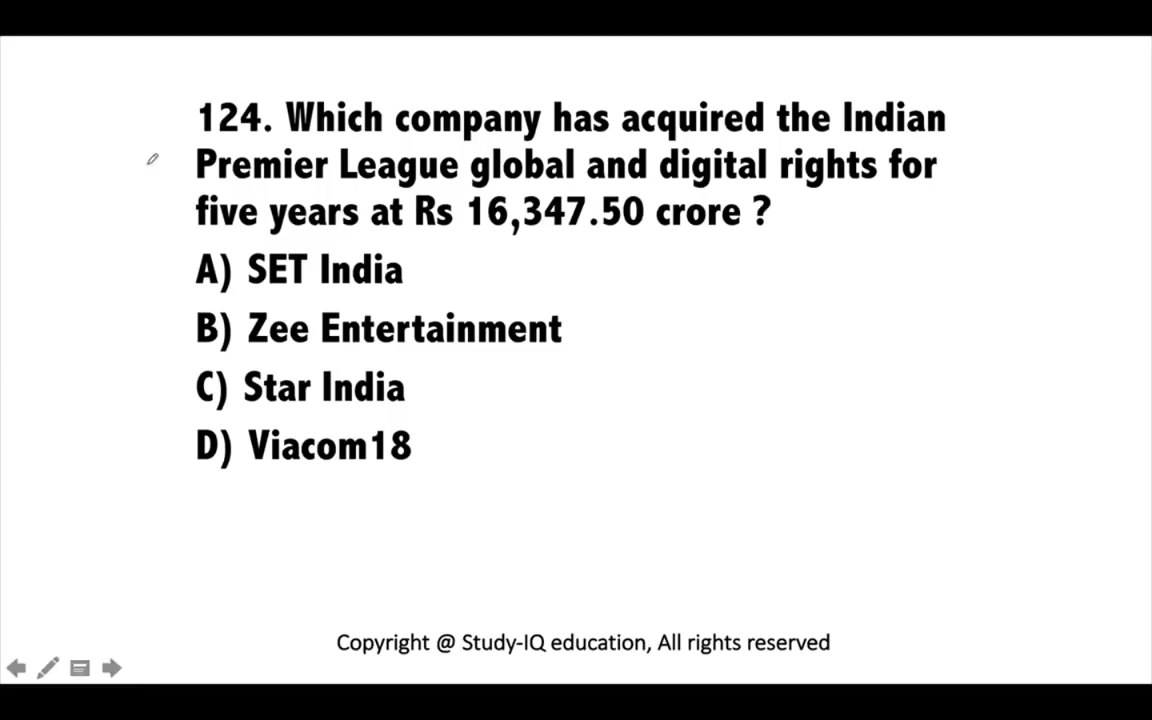 124. Which company has acquired the Indian
Premier League global and digital rights for
five years at Rs 16,347.50 crore ?
A) SET India
B) Zee Entertainment
C) Star India
D) Viacom18
Copyright @ Study-IQ education, All rights reserved